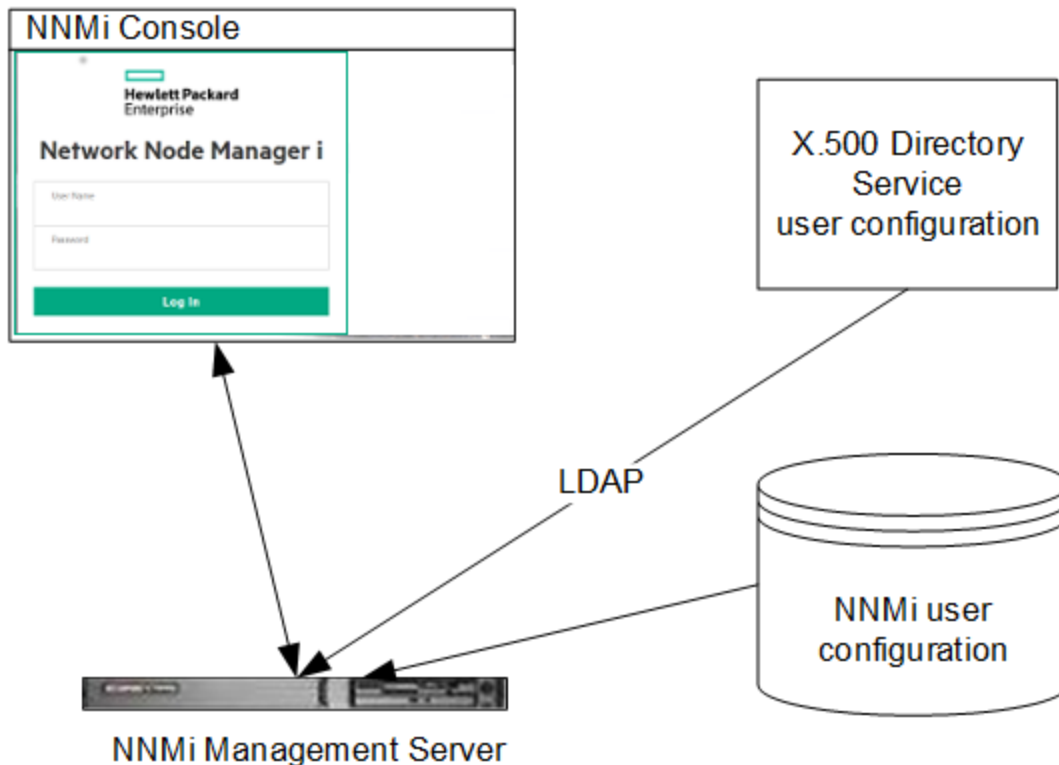 NNMi Console
Hewlett Packard
Enterprise
Network Node Manager i
User Name
Password
Log In
X.500 Directory
Service
user configuration
LDAP
NNMi user
configuration
NNMi Management Server